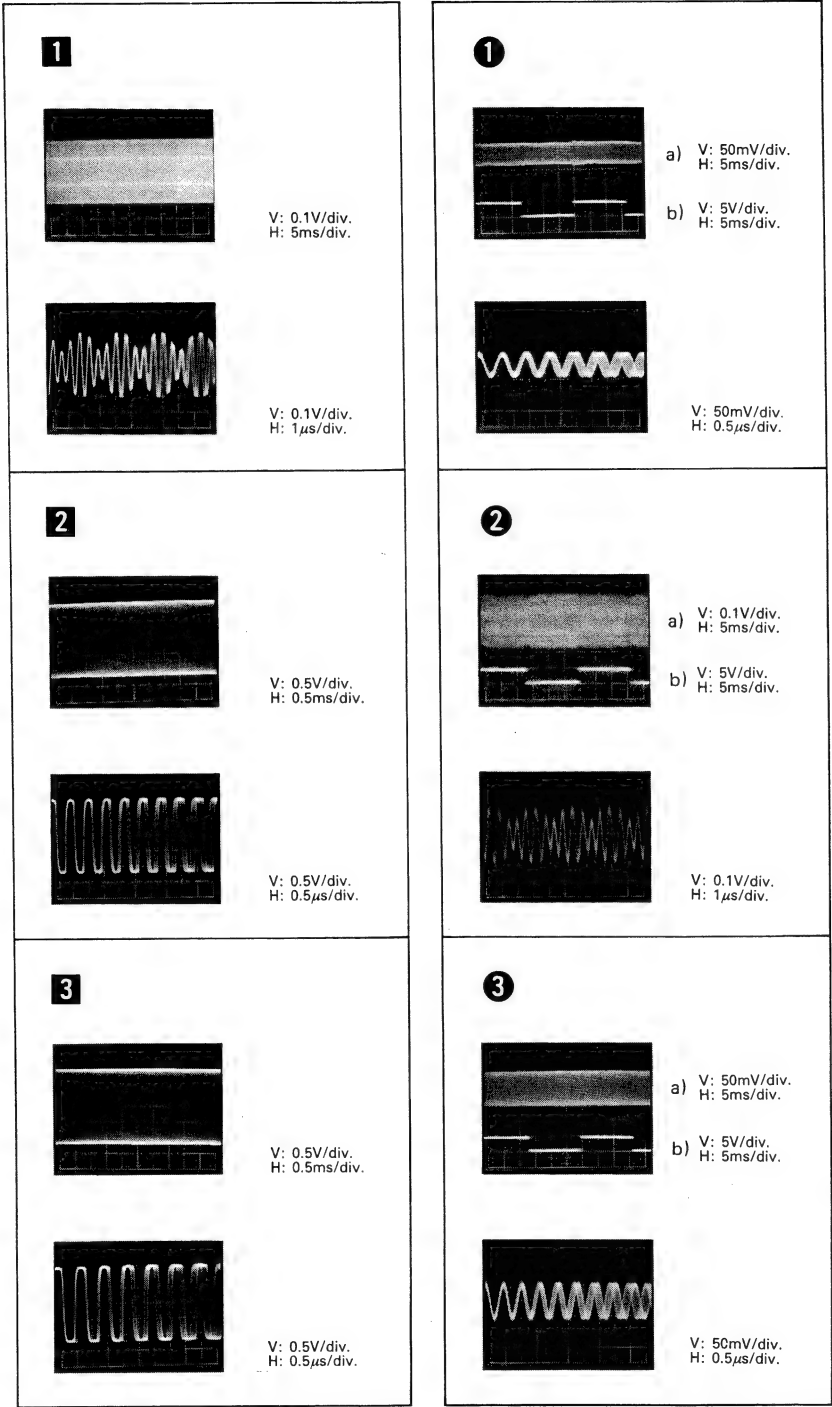 1
V: 0.1V/div.
H: 5ms/div.
V: 0.1V/div.
H: 1μs/div.
2
V: 0.5V/div.
H: 0.5ms/div.
V: 0.5V/div.
H: 0.5μs/div.
3
V: 0.5V/div.
H: 0.5ms/div.
V: 0.5V/div.
H: 0.5μs/div.
1
a) V: 50mV/div.
H: 5ms/div.
b) V: 5V/div.
H: 5ms/div.
V: 50mV/div.
H: 0.5μs/div.
2
a) V: 0.1V/div.
H: 5ms/div.
b) V: 5V/div.
H: 5ms/div.
V: 0.1V/div.
H: 1μs/div.
3
a) V: 50mV/div.
H: 5ms/div.
b) V: 5V/div.
H: 5ms/div.
V: 50mV/div.
H: 0.5μs/div.